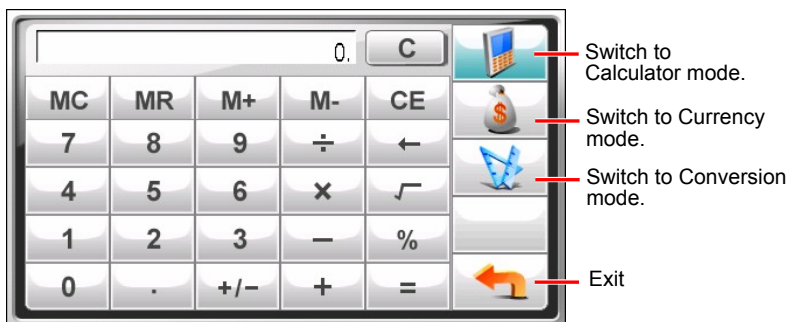 0. C
Switch to
Calculator mode.
MC MR M+ M- CE
$
Switch to Currency
mode.
7 8 9 ÷ ←
Switch to Conversion
mode.
4 5 6 × √
1 2 3 – %
0 . +/– + =
Exit